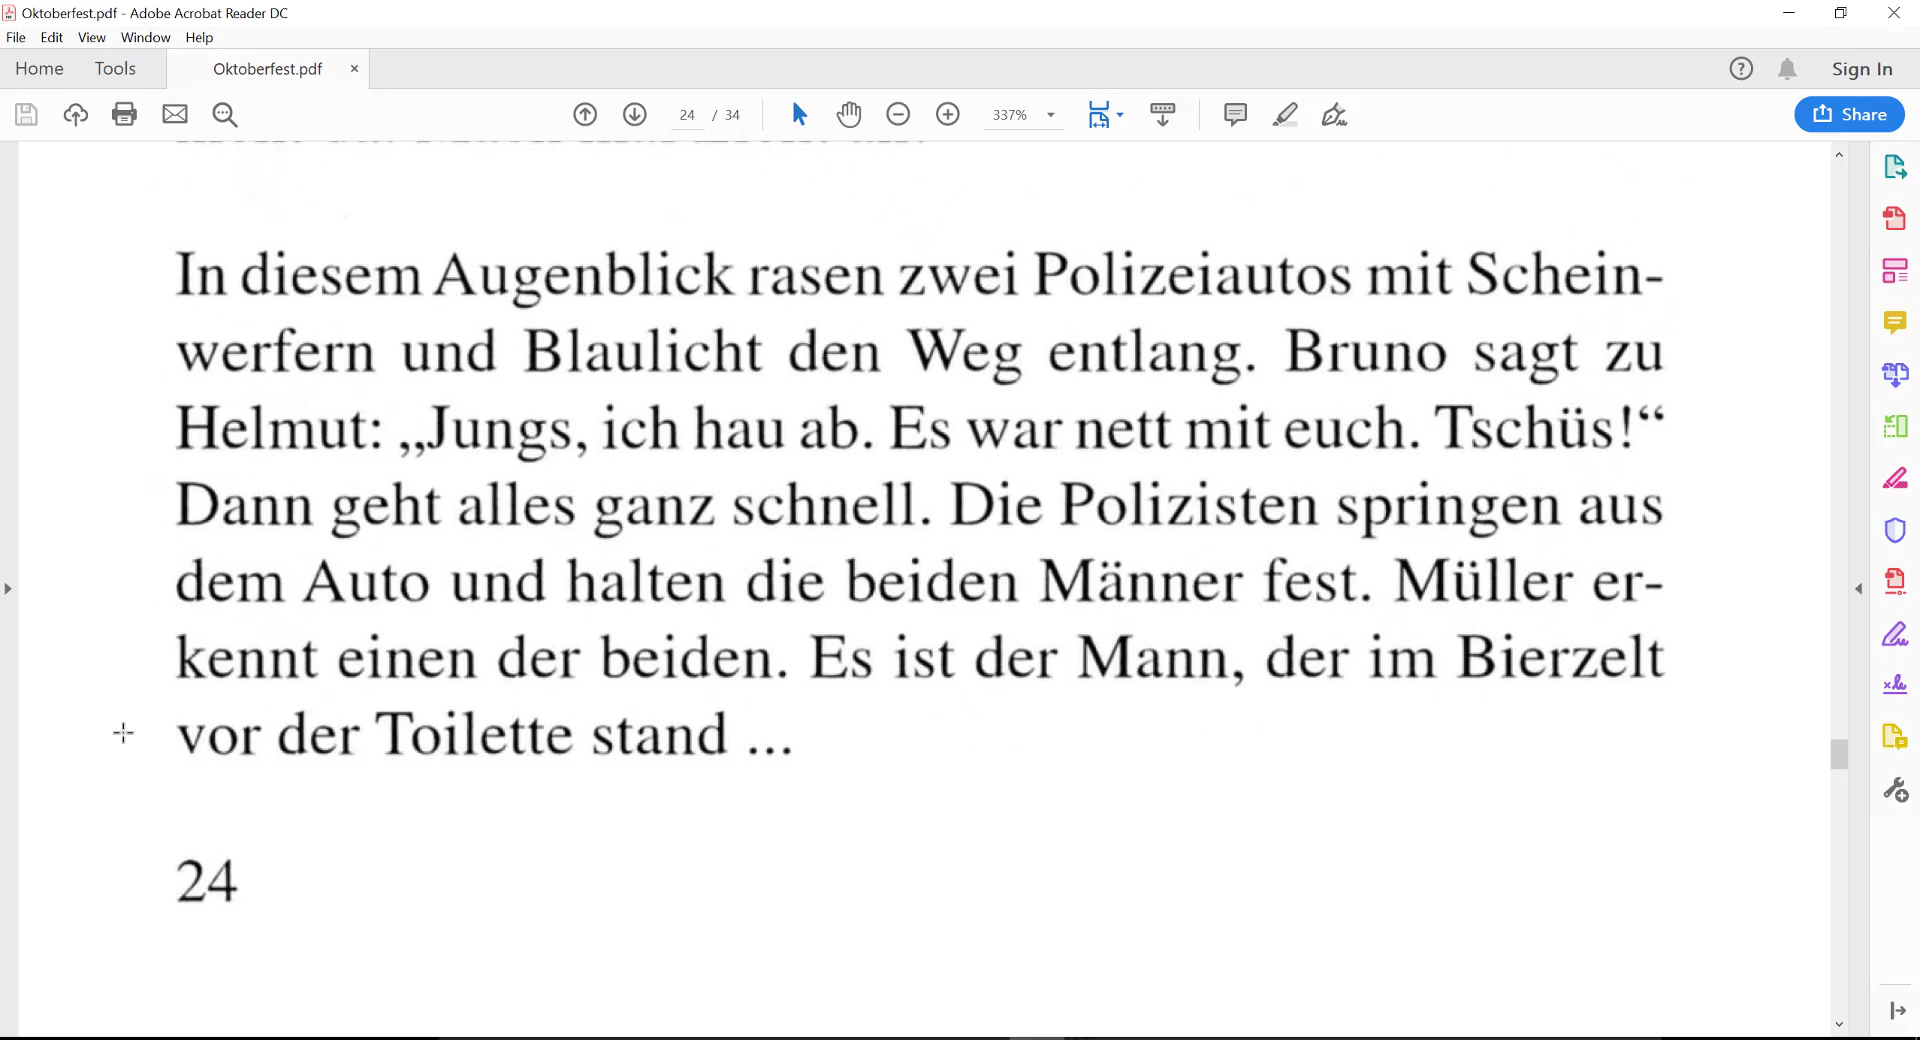 Oktoberfest.pdf - Adobe Acrobat Reader DC
File Edit View Window Help
Home Tools Oktoberfest.pdf × Sign In
24 / 34 337% Share
In diesem Augenblick rasen zwei Polizeiautos mit Schein-
werfern und Blaulicht den Weg entlang. Bruno sagt zu
Helmut: „Jungs, ich hau ab. Es war nett mit euch. Tschüs!“
Dann geht alles ganz schnell. Die Polizisten springen aus
dem Auto und halten die beiden Männer fest. Müller er-
kennt einen der beiden. Es ist der Mann, der im Bierzelt
vor der Toilette stand ...
24